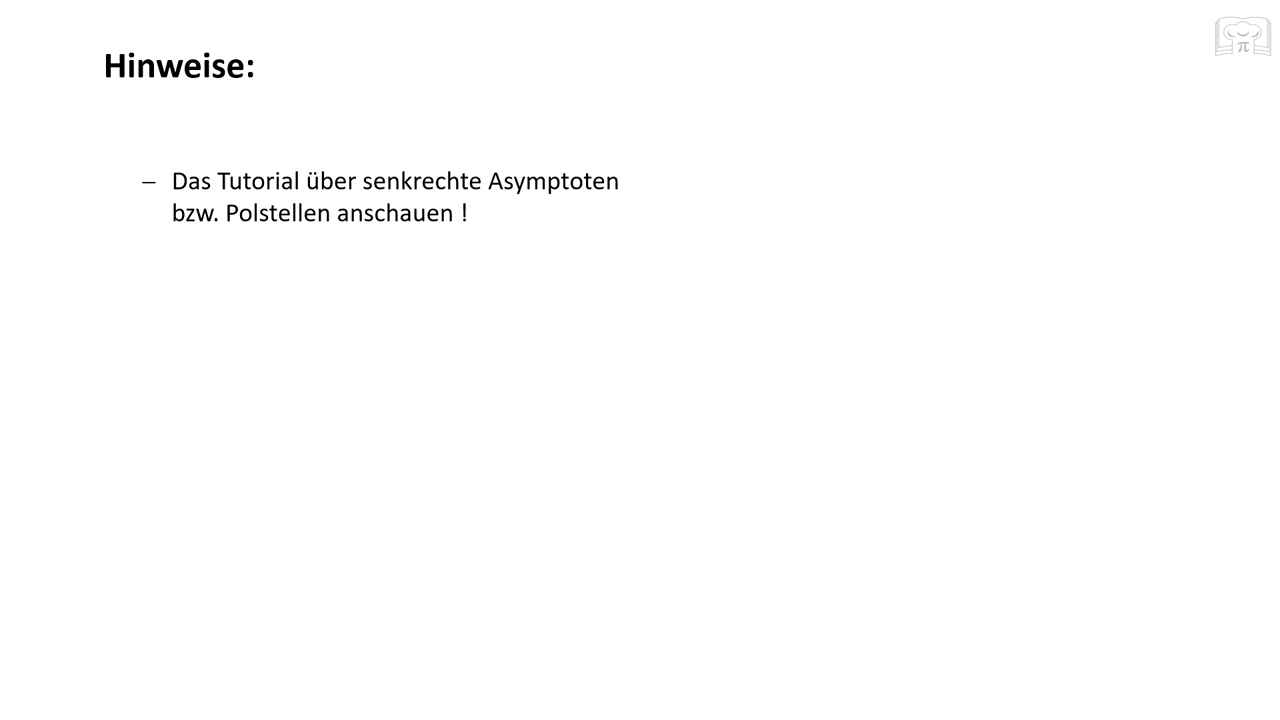 Hinweise:
– Das Tutorial über senkrechte Asymptoten
bzw. Polstellen anschauen !
π